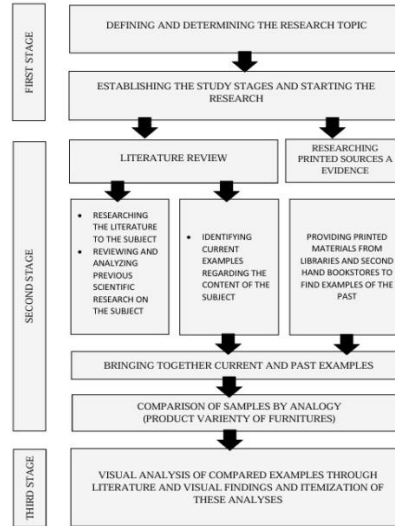 FIRST STAGE
DEFINING AND DETERMINING THE RESEARCH TOPIC
ESTABLISHING THE STUDY STAGES AND STARTING THE
RESEARCH
SECOND STAGE
LITERATURE REVIEW
RESEARCHING
PRINTED SOURCES A
EVIDENCE
• RESEARCHING
THE LITERATURE
TO THE SUBJECT
• REVIEWING AND
ANALYZING
PREVIOUS
SCIENTIFIC
RESEARCH ON
THE SUBJECT
• IDENTIFYING
CURRENT
EXAMPLES
REGARDING THE
CONTENT OF THE
SUBJECT
PROVIDING PRINTED
MATERIALS FROM
LIBRARIES AND SECOND
HAND BOOKSTORES TO
FIND EXAMPLES OF THE
PAST
BRINGING TOGETHER CURRENT AND PAST EXAMPLES
COMPARISON OF SAMPLES BY ANALOGY
(PRODUCT VARIENTY OF FURNITURES)
THIRD STAGE
VISUAL ANALYSIS OF COMPARED EXAMPLES THROUGH
LITERATURE AND VISUAL FINDINGS AND ITEMIZATION OF
THESE ANALYSES